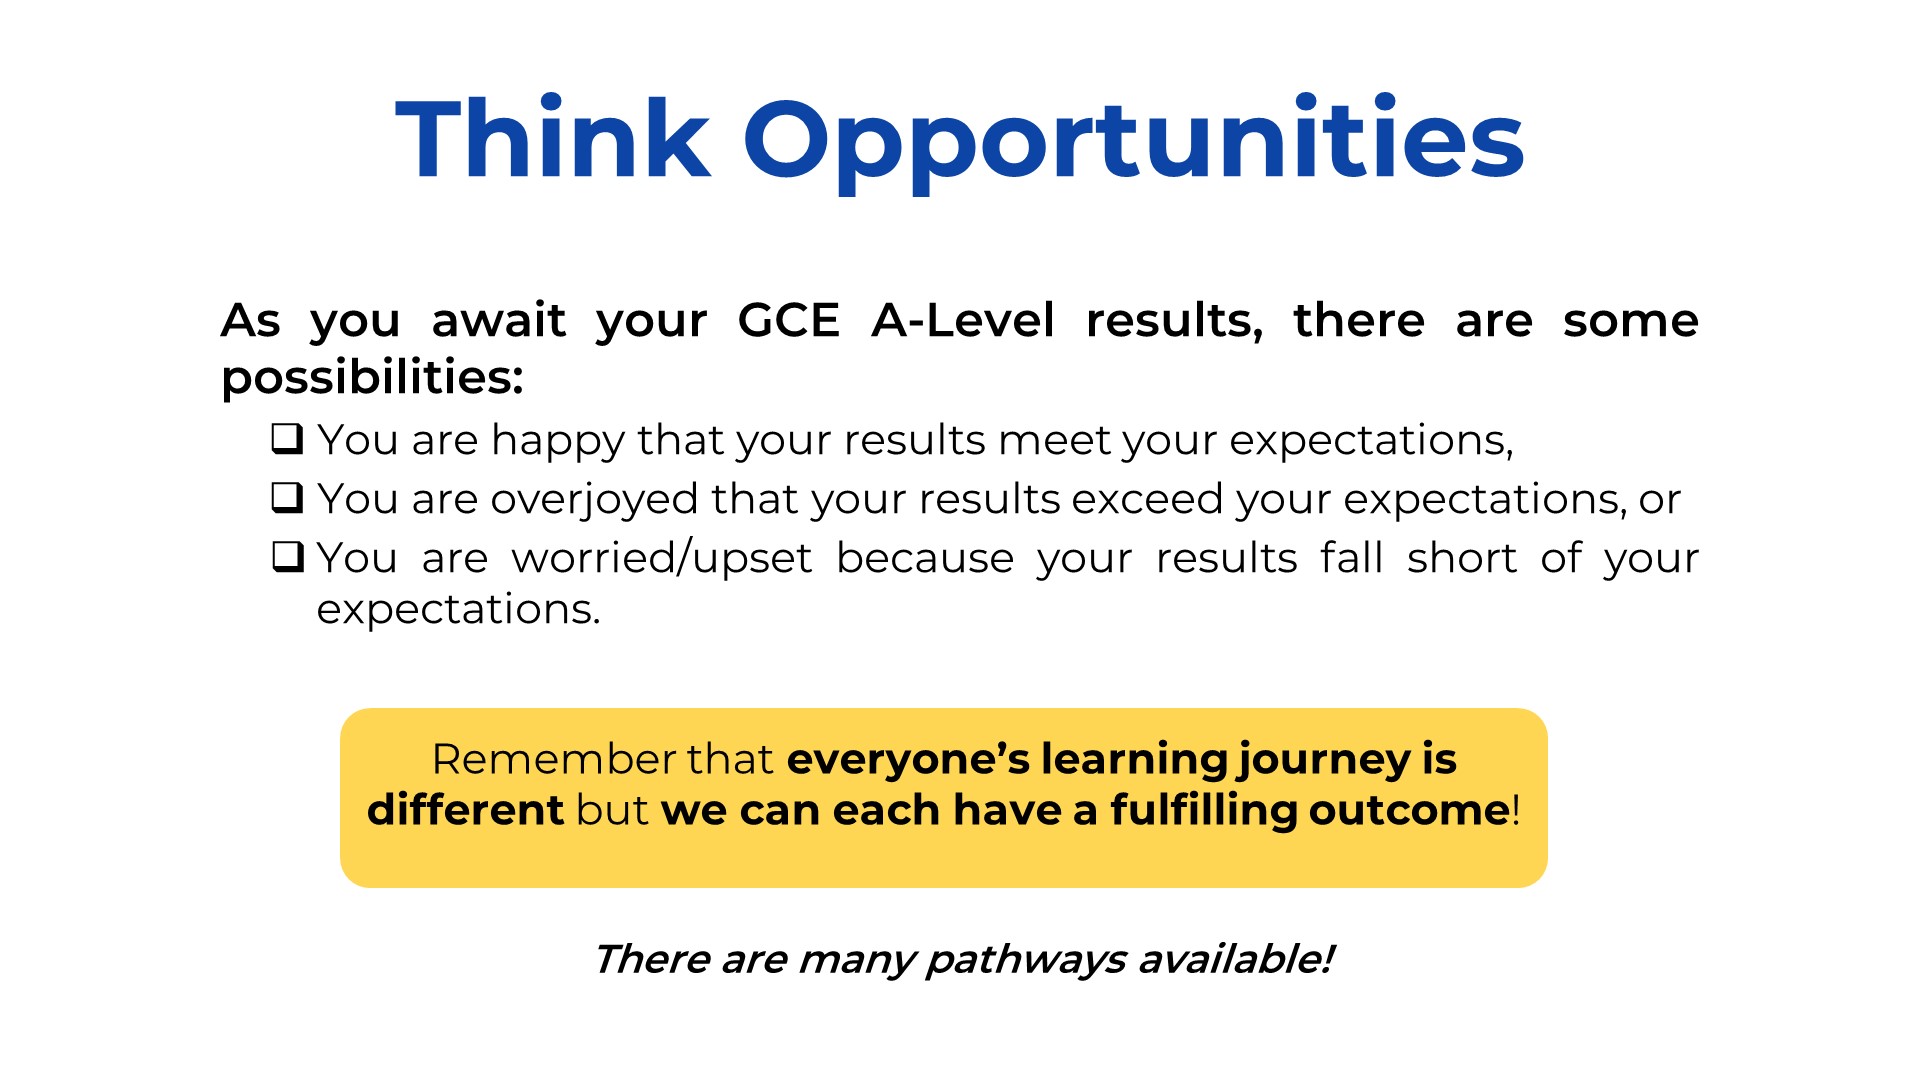 Think Opportunities
As you await your GCE A-Level results, there are some
possibilities:
❑ You are happy that your results meet your expectations,
❑ You are overjoyed that your results exceed your expectations, or
❑ You are worried/upset because your results fall short of your
expectations.
Remember that everyone’s learning journey is
different but we can each have a fulfilling outcome!
There are many pathways available!